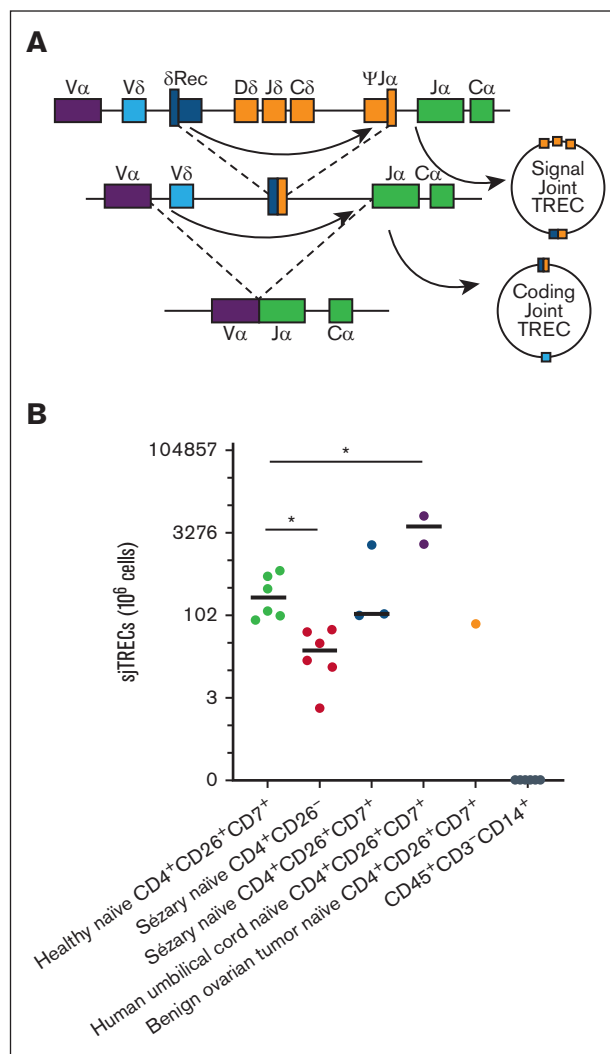 A
Vα Vδ δRec Dδ Jδ Cδ ΨJα Jα Cα
Signal
Joint
TREC
Vα Vδ Jα Cα
Coding
Joint
TREC
Vα Jα Cα
B
104857
3276
102
3
0
sjTRECs (10⁶ cells)
* *
Healthy naïve CD4⁺CD26⁺CD7⁺
Sézary naïve CD4⁺CD26⁻
Sézary naïve CD4⁺CD26⁺CD7⁺
Human umbilical cord naïve CD4⁺CD26⁺CD7⁺
Benign ovarian tumor naïve CD4⁺CD26⁺CD7⁺
CD45⁺CD3⁻CD14⁺